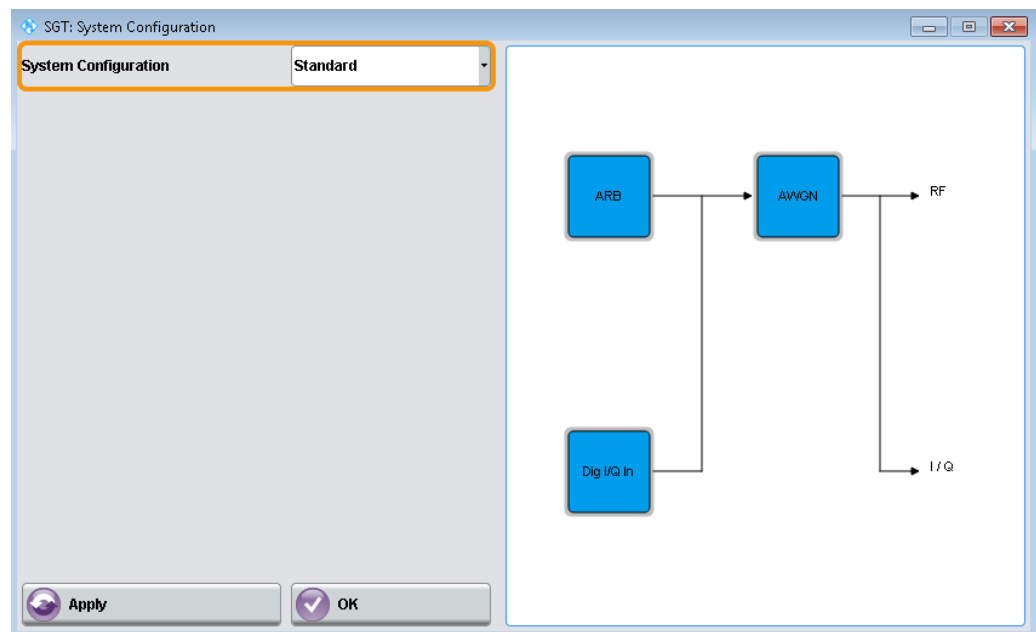 SGT: System Configuration
System Configuration Standard
ARB
AWGN
RF
Dig I/Q In
I / Q
Apply
OK